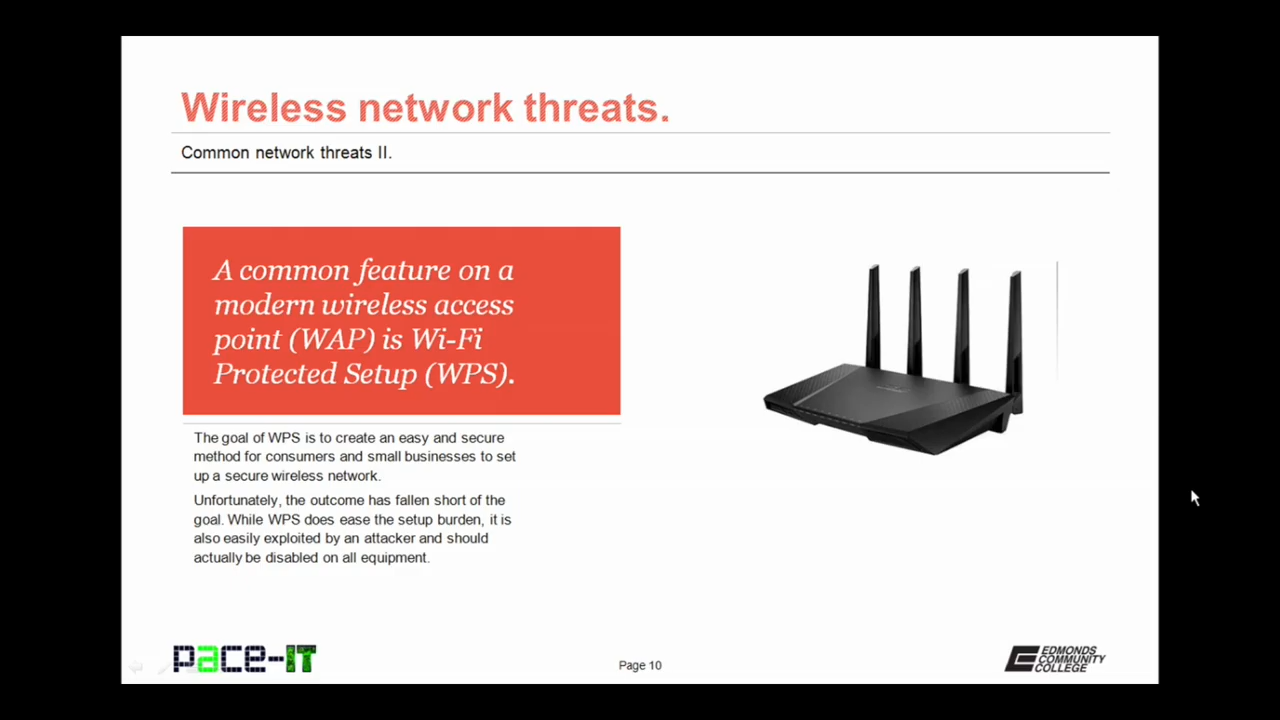 Wireless network threats.
Common network threats II.
A common feature on a
modern wireless access
point (WAP) is Wi-Fi
Protected Setup (WPS).
The goal of WPS is to create an easy and secure
method for consumers and small businesses to set
up a secure wireless network.
Unfortunately, the outcome has fallen short of the
goal. While WPS does ease the setup burden, it is
also easily exploited by an attacker and should
actually be disabled on all equipment.
pace-IT
Page 10
EDMONDS
COMMUNITY
COLLEGE